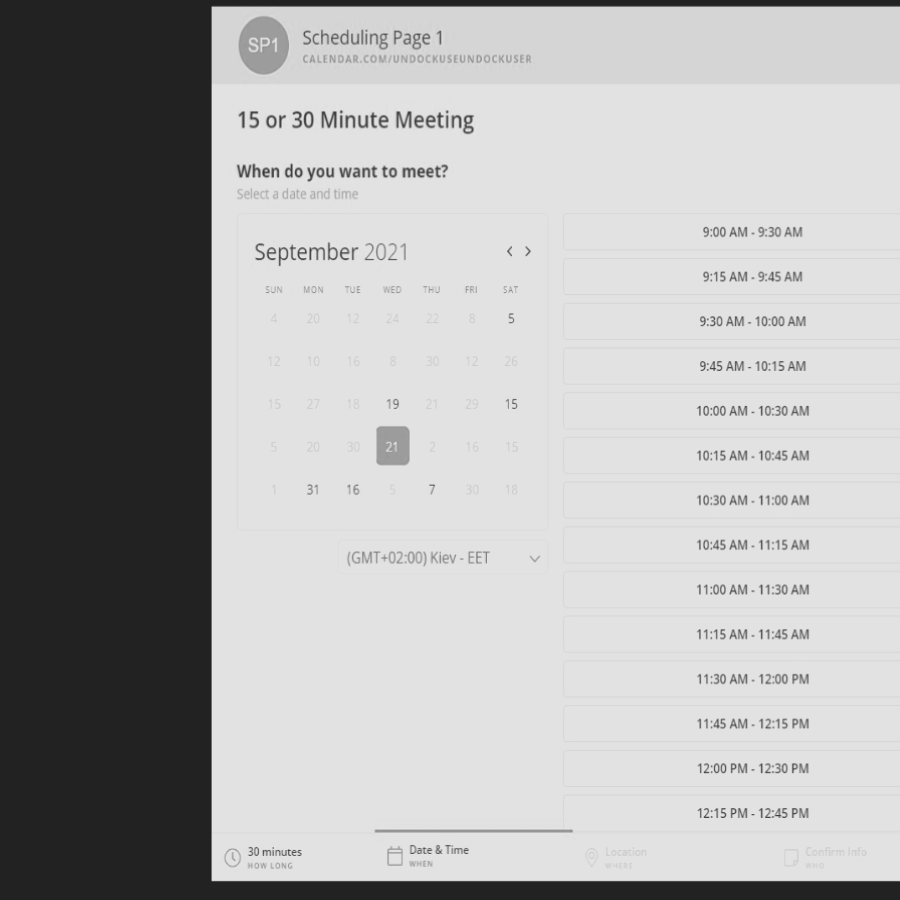 SP1
Scheduling Page 1
CALENDAR.COM/UNDOCKUSEUNDOCKUSER
15 or 30 Minute Meeting
When do you want to meet?
Select a date and time
September 2021
SUN MON TUE WED THU FRI SAT
4 20 12 24 22 8 5
12 10 16 8 30 12 26
15 27 18 19 21 29 15
5 20 30 21 2 16 15
1 31 16 5 7 30 18
(GMT+02:00) Kiev - EET
9:00 AM - 9:30 AM
9:15 AM - 9:45 AM
9:30 AM - 10:00 AM
9:45 AM - 10:15 AM
10:00 AM - 10:30 AM
10:15 AM - 10:45 AM
10:30 AM - 11:00 AM
10:45 AM - 11:15 AM
11:00 AM - 11:30 AM
11:15 AM - 11:45 AM
11:30 AM - 12:00 PM
11:45 AM - 12:15 PM
12:00 PM - 12:30 PM
12:15 PM - 12:45 PM
30 minutes
HOW LONG
Date & Time
WHEN
Location
WHERE
Confirm Info
WHO